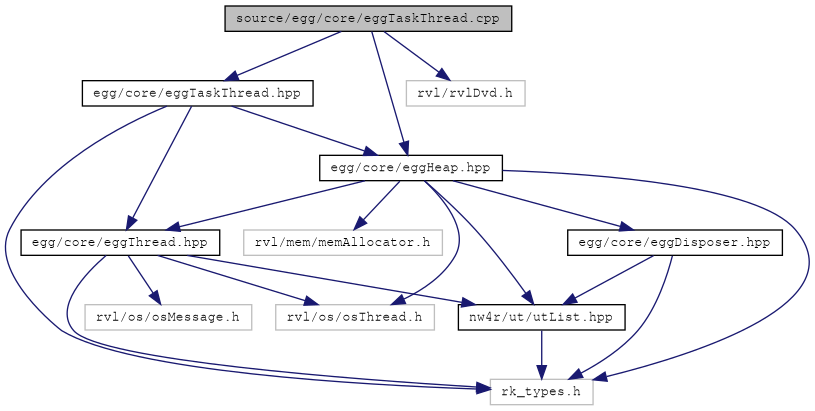 source/egg/core/eggTaskThread.cpp
egg/core/eggTaskThread.hpp
rvl/rvlDvd.h
egg/core/eggHeap.hpp
egg/core/eggThread.hpp
rvl/mem/memAllocator.h
egg/core/eggDisposer.hpp
rvl/os/osMessage.h
rvl/os/osThread.h
nw4r/ut/utList.hpp
rk_types.h